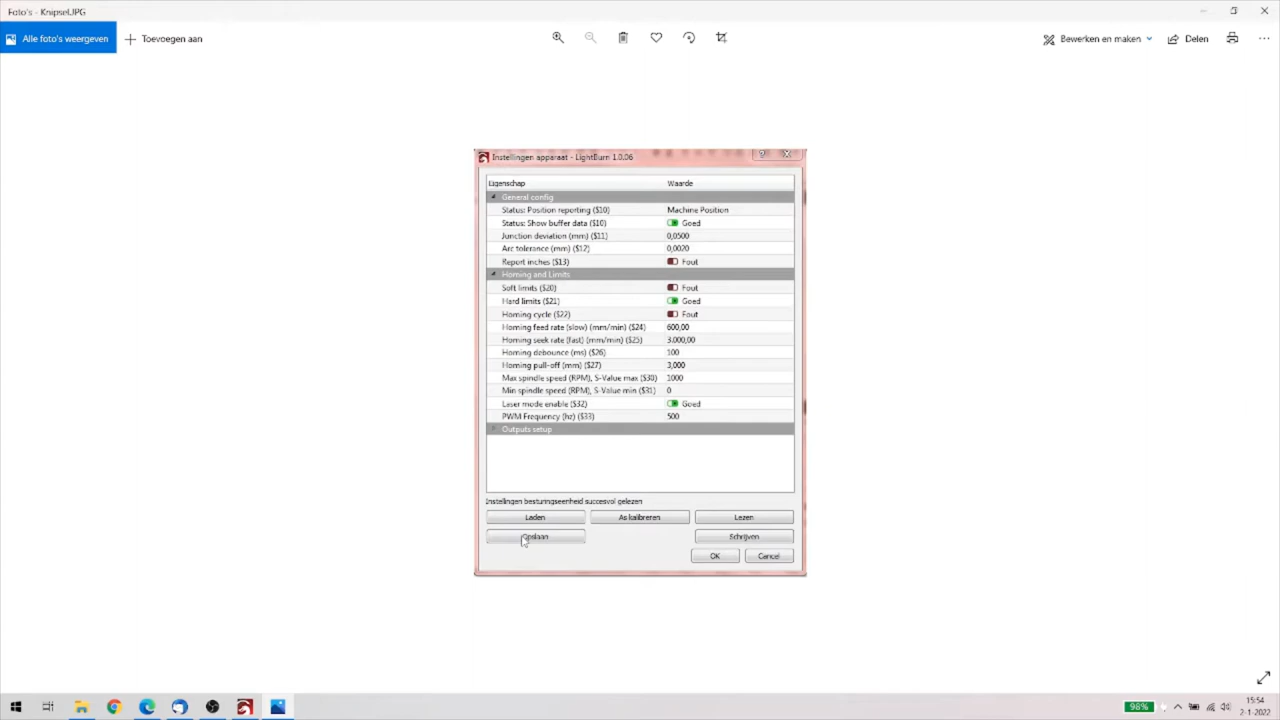 Foto's - Knipsel.JPG
Alle foto's weergeven
Toevoegen aan
Bewerken en maken
Delen
Instellingen apparaat - LightBurn 1.0.06
Eigenschap Waarde
General config
Status: Position reporting ($10) Machine Position
Status: Show buffer data ($10) Goed
Junction deviation (mm) ($11) 0,0500
Arc tolerance (mm) ($12) 0,0020
Report inches ($13) Fout
Homing and Limits
Soft limits ($20) Fout
Hard limits ($21) Goed
Homing cycle ($22) Fout
Homing feed rate (slow) (mm/min) ($24) 600,00
Homing seek rate (fast) (mm/min) ($25) 3.000,00
Homing debounce (ms) ($26) 100
Homing pull-off (mm) ($27) 3,000
Max spindle speed (RPM), S-Value max ($30) 1000
Min spindle speed (RPM), S-Value min ($31) 0
Laser mode enable ($32) Goed
PWM Frequency (hz) ($33) 500
Outputs setup
Instellingen besturingseenheid succesvol gelezen
Laden As kalibreren Lezen
Opslaan Schrijven
OK Cancel
98%
15:54
2-1-2022